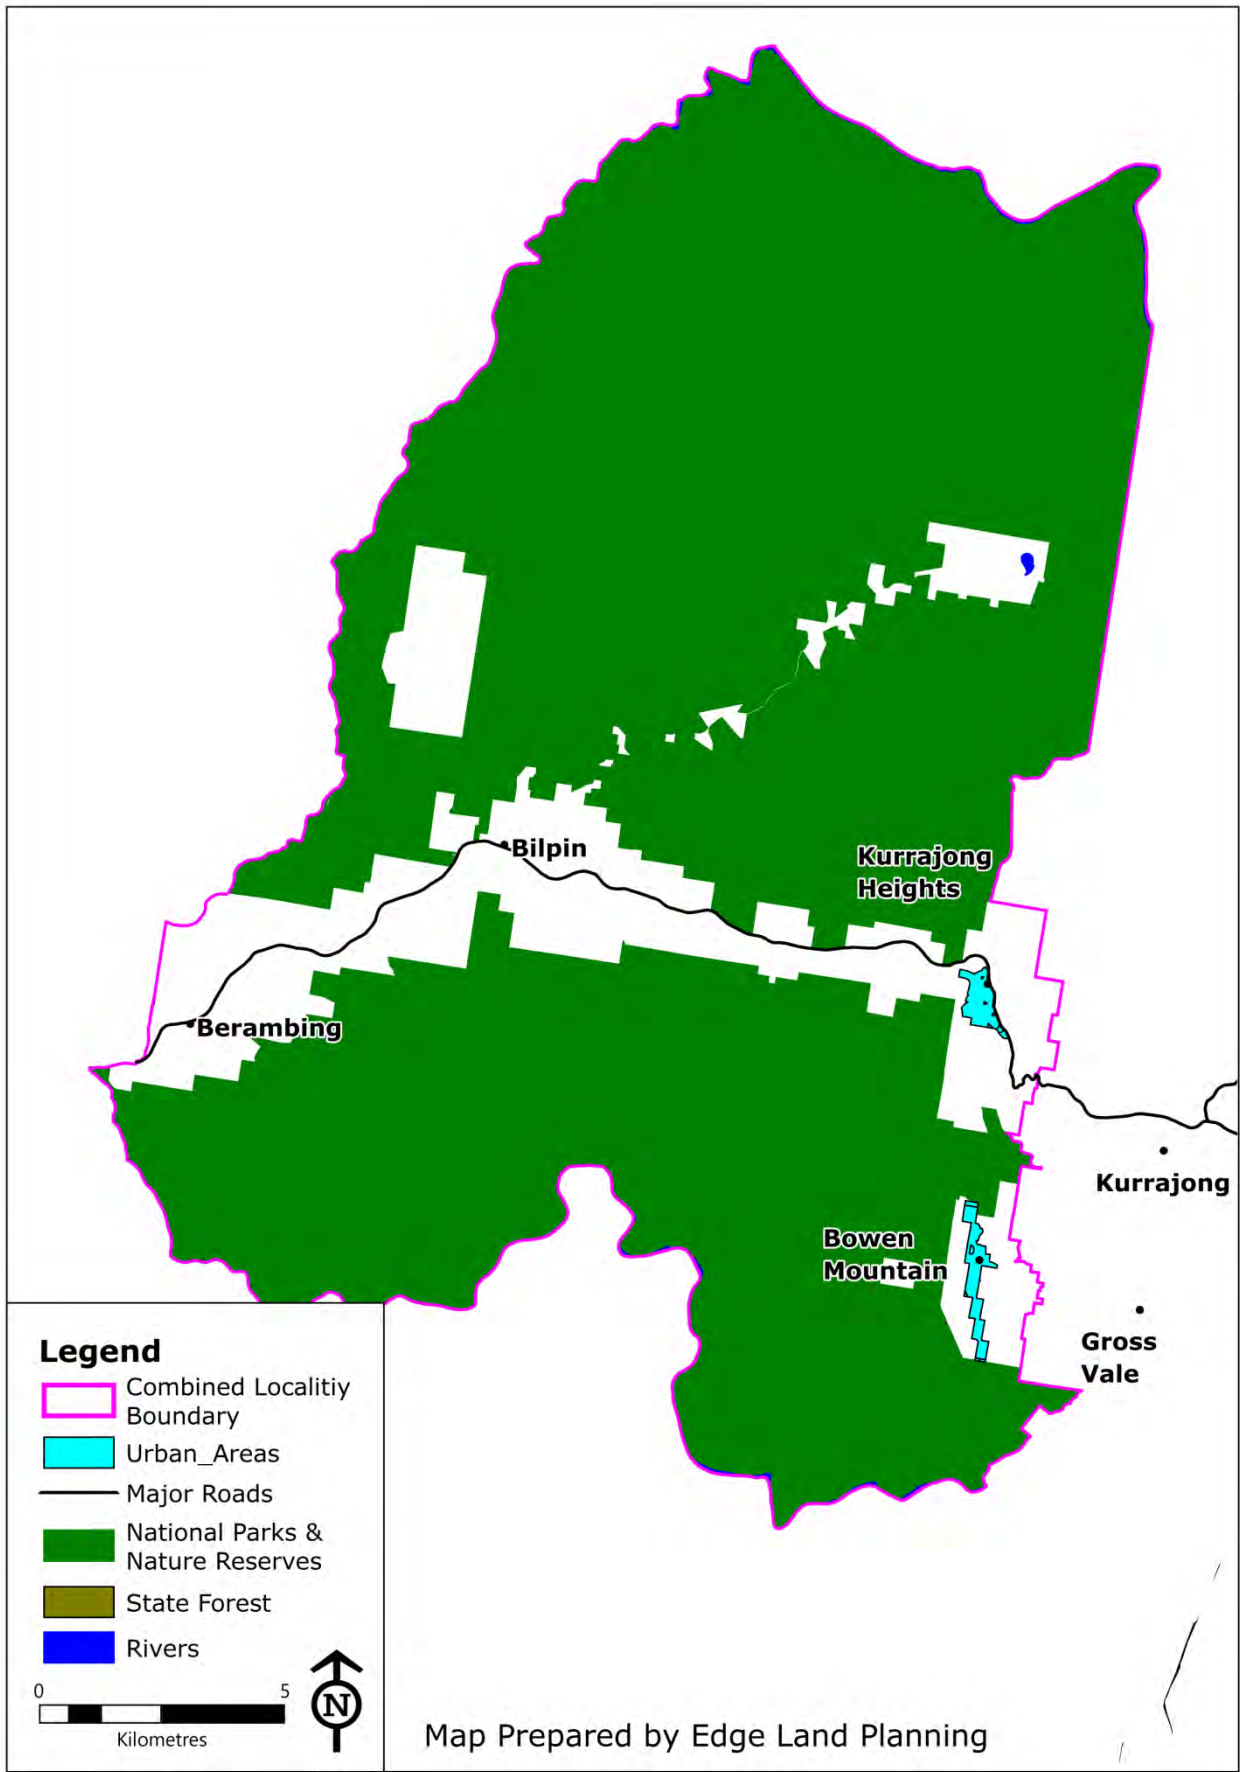 Bilpin
Kurrajong
Heights
Berambing
Kurrajong
Bowen
Mountain
Gross
Vale
Legend
Combined Localitiy
Boundary
Urban_Areas
Major Roads
National Parks &
Nature Reserves
State Forest
Rivers
0 5
Kilometres
N
Map Prepared by Edge Land Planning